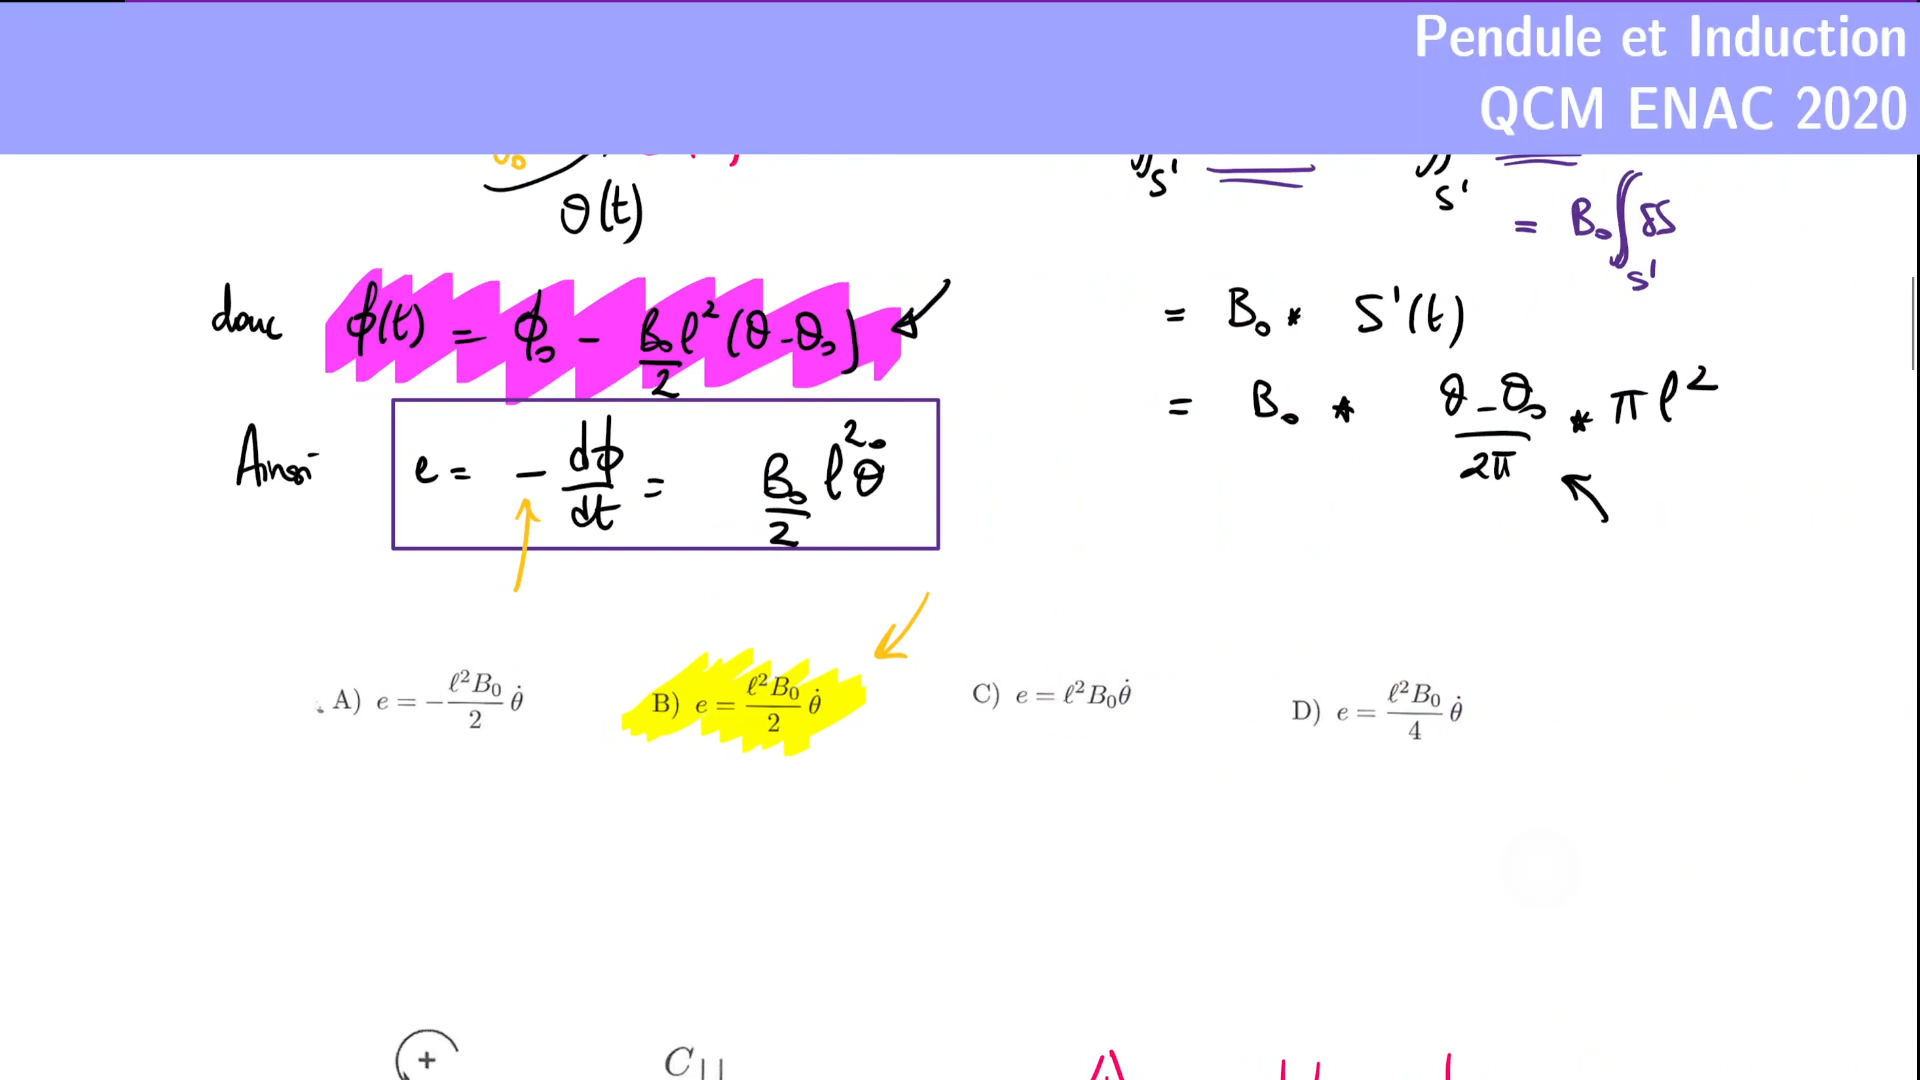 Pendule et Induction
QCM ENAC 2020
θ(t)
S'
S'
= B₀ ∫ δS
S'
donc ϕ(t) = ϕ₀ - B₀/2 ℓ² (θ - θ₀)
= B₀ * S'(t)
= B₀ * (θ - θ₀)/2π * π ℓ²
Ainsi e = - dϕ/dt = B₀/2 ℓ² θ̇
A) e = -ℓ²B₀/2 θ̇
B) e = ℓ²B₀/2 θ̇
C) e = ℓ²B₀θ̇
D) e = ℓ²B₀/4 θ̇
+